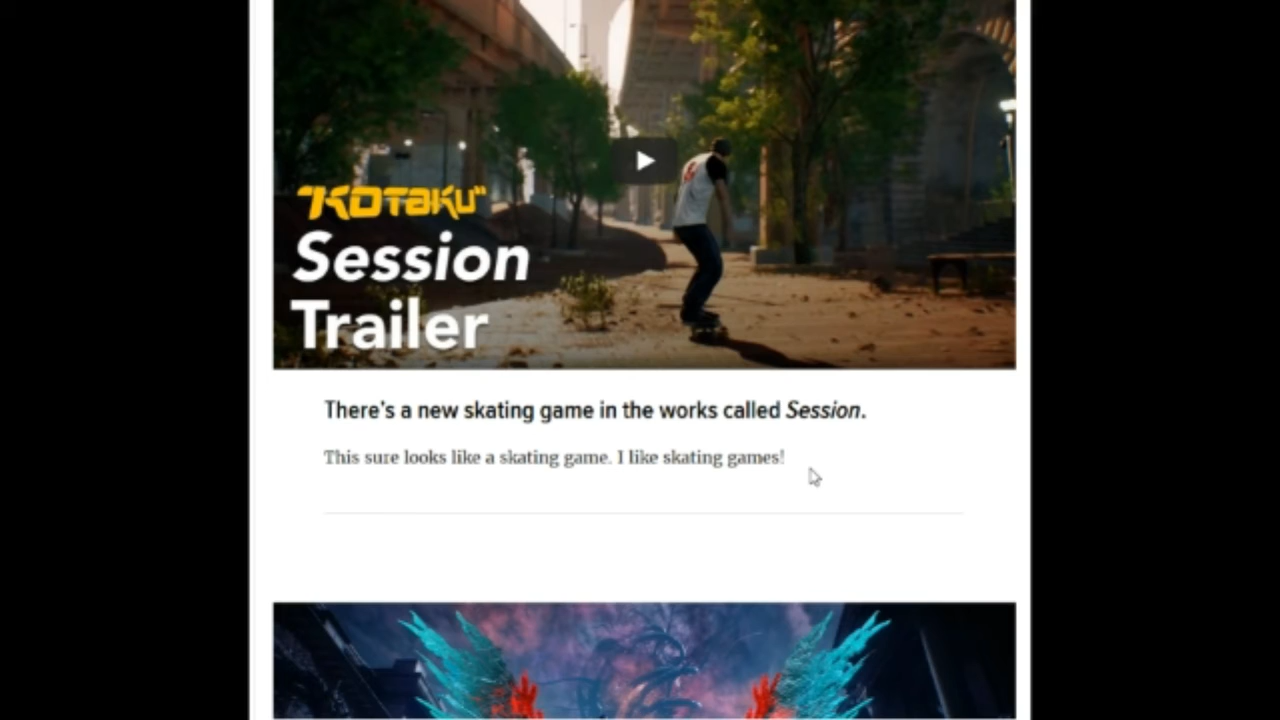 KOTAKU
Session
Trailer
There's a new skating game in the works called Session.
This sure looks like a skating game. I like skating games!